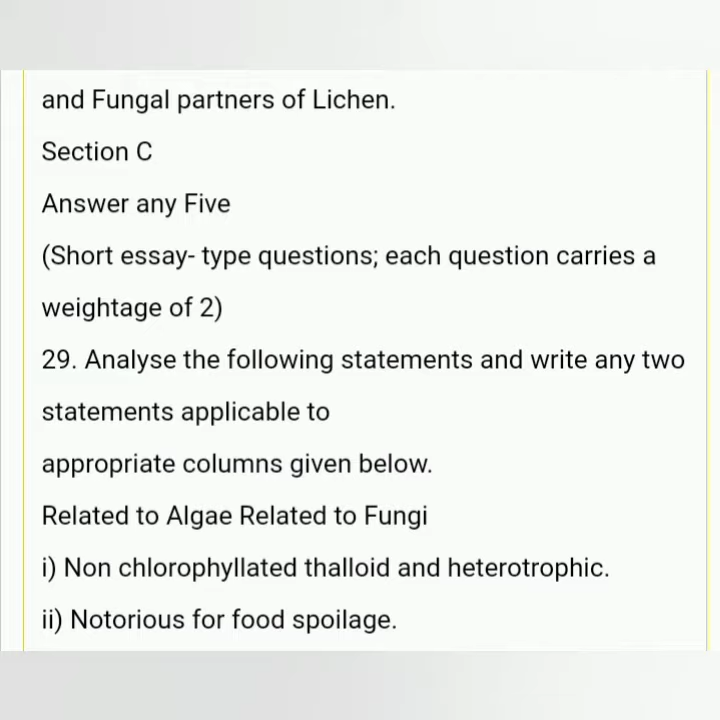 and Fungal partners of Lichen.
Section C
Answer any Five
(Short essay- type questions; each question carries a
weightage of 2)
29. Analyse the following statements and write any two
statements applicable to
appropriate columns given below.
Related to Algae Related to Fungi
i) Non chlorophyllated thalloid and heterotrophic.
ii) Notorious for food spoilage.